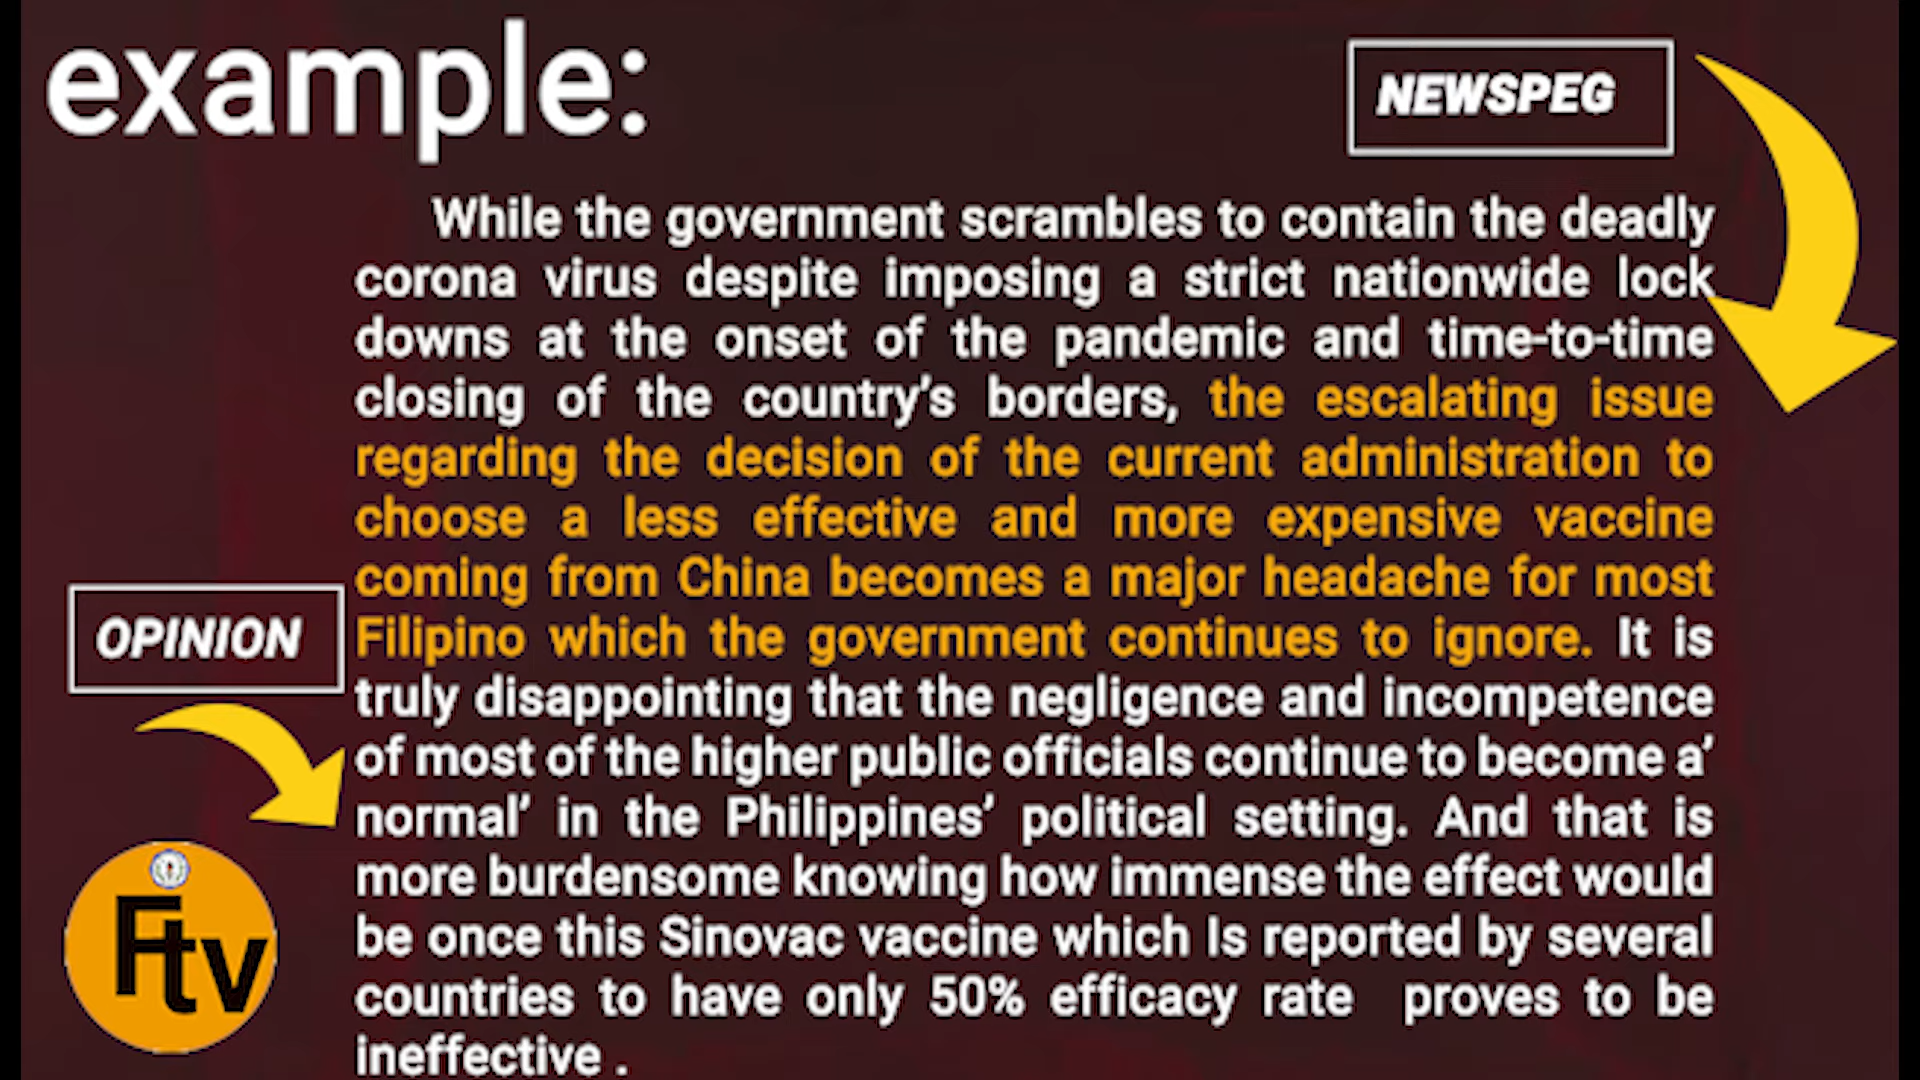 example:
NEWSPEG
While the government scrambles to contain the deadly
corona virus despite imposing a strict nationwide lock
downs at the onset of the pandemic and time-to-time
closing of the country’s borders, the escalating issue
regarding the decision of the current administration to
choose a less effective and more expensive vaccine
coming from China becomes a major headache for most
OPINION
Filipino which the government continues to ignore. It is
truly disappointing that the negligence and incompetence
of most of the higher public officials continue to become a’
normal’ in the Philippines’ political setting. And that is
more burdensome knowing how immense the effect would
be once this Sinovac vaccine which Is reported by several
countries to have only 50% efficacy rate proves to be
ineffective .
Ftv